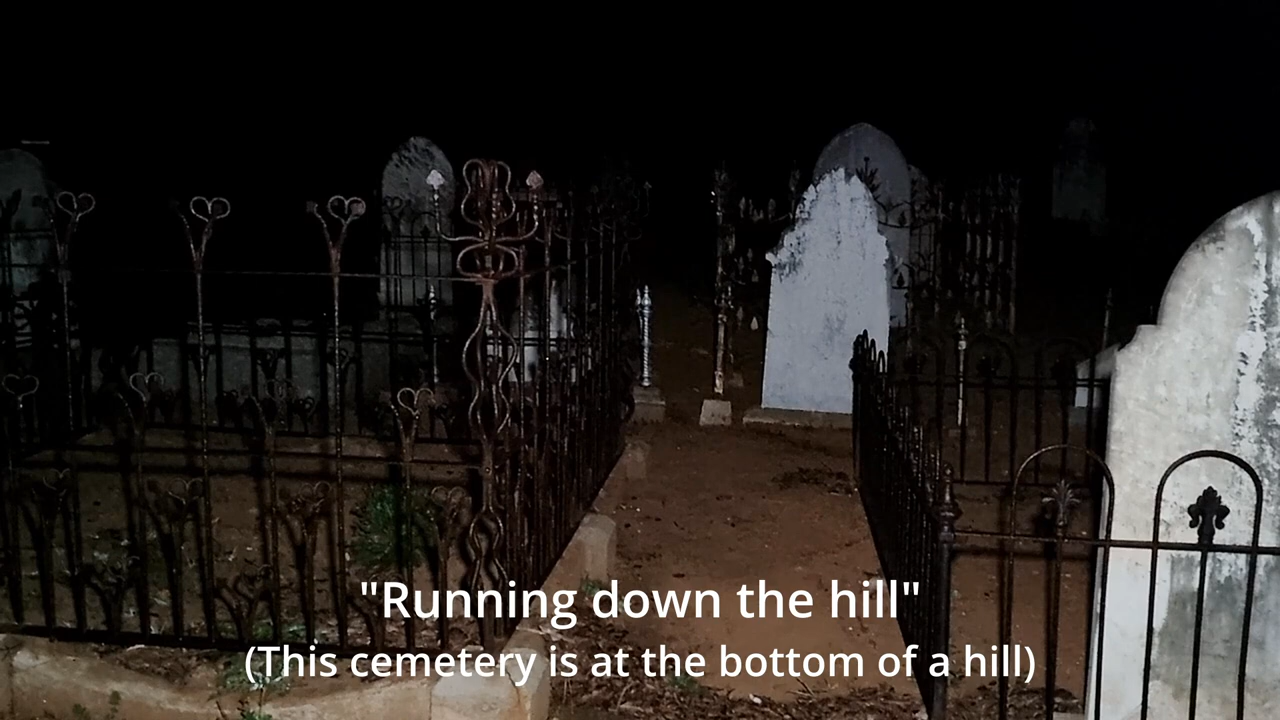 "Running down the hill"
(This cemetery is at the bottom of a hill)